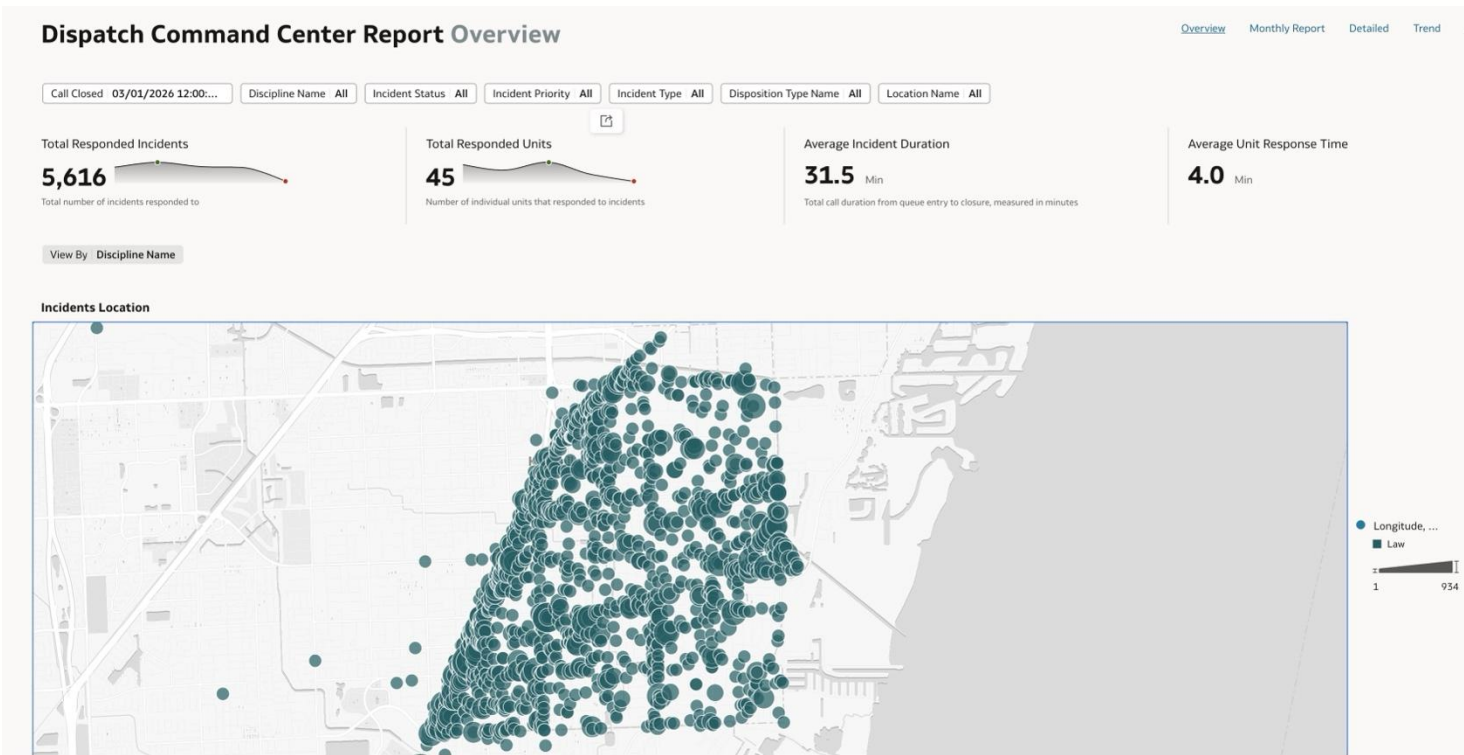 Dispatch Command Center Report Overview
Overview Monthly Report Detailed Trend
Call Closed 03/01/2026 12:00:... Discipline Name All Incident Status All Incident Priority All Incident Type All Disposition Type Name All Location Name All
Total Responded Incidents
5,616
Total number of incidents responded to
Total Responded Units
45
Number of individual units that responded to incidents
Average Incident Duration
31.5 Min
Total call duration from queue entry to closure, measured in minutes
Average Unit Response Time
4.0 Min
View By Discipline Name
Incidents Location
Longitude, ...
Law
1 934